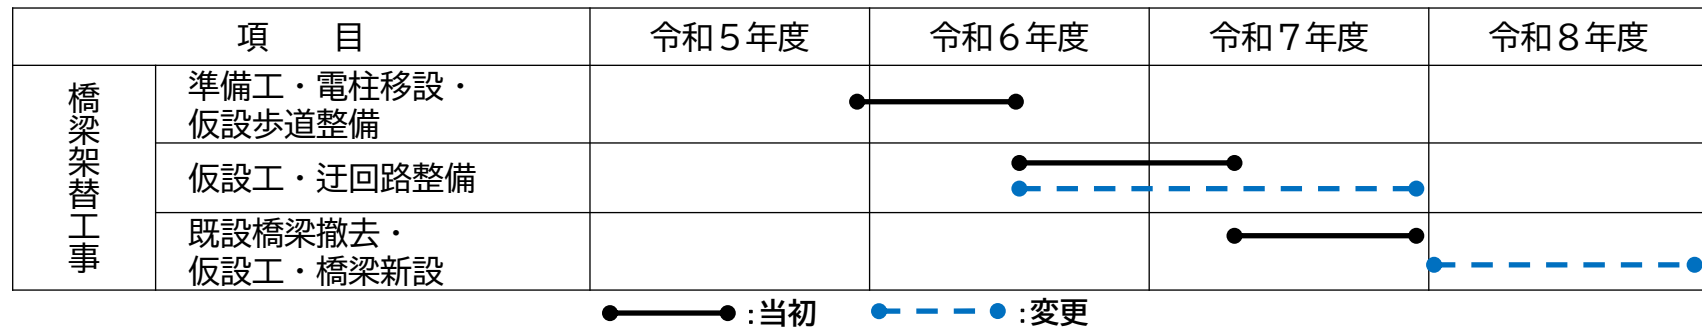 項　　目
令和５年度
令和６年度
令和７年度
令和８年度
橋梁架替工事
準備工・電柱移設・
仮設歩道整備
仮設工・迂回路整備
既設橋梁撤去・
仮設工・橋梁新設
：当初
：変更